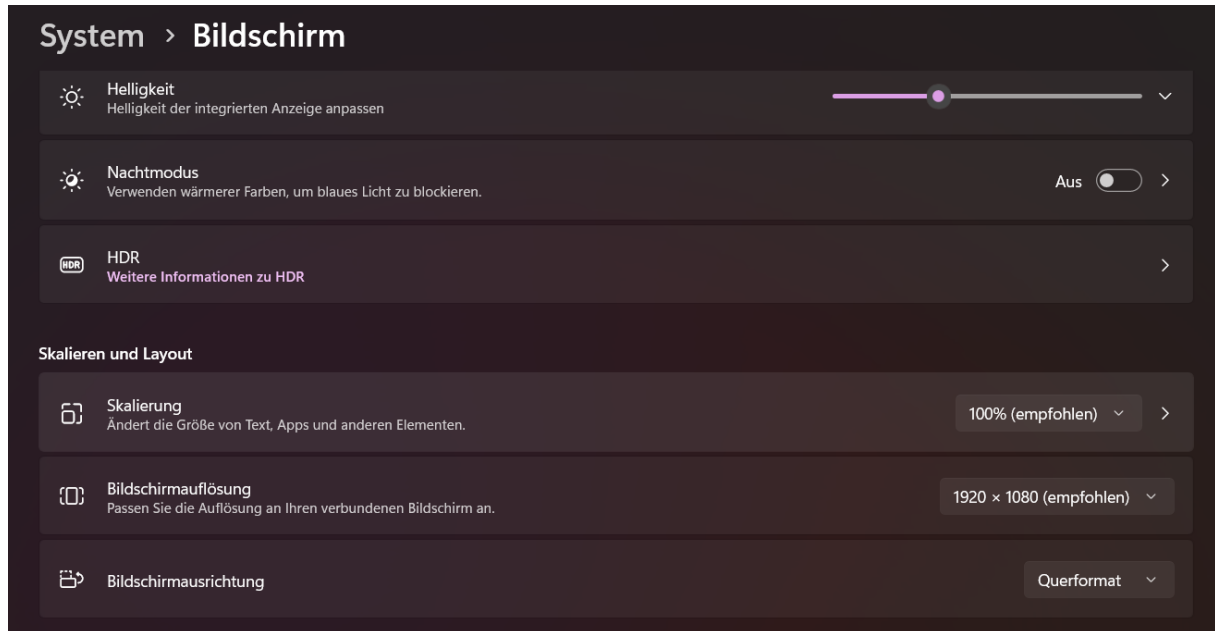 System > Bildschirm
Helligkeit
Helligkeit der integrierten Anzeige anpassen
Nachtmodus
Verwenden wärmerer Farben, um blaues Licht zu blockieren.
Aus
HDR
HDR
Weitere Informationen zu HDR
Skalieren und Layout
Skalierung
Ändert die Größe von Text, Apps und anderen Elementen.
100% (empfohlen)
Bildschirmauflösung
Passen Sie die Auflösung an Ihren verbundenen Bildschirm an.
1920 × 1080 (empfohlen)
Bildschirmausrichtung
Querformat